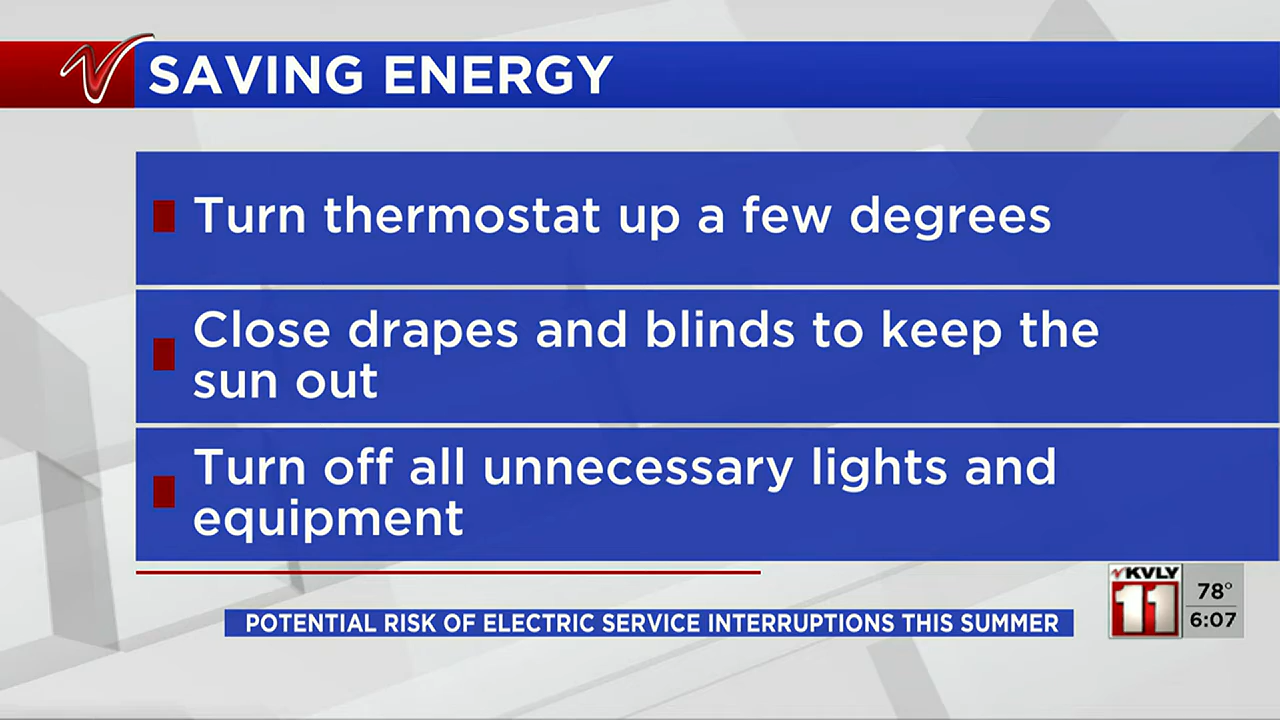 SAVING ENERGY
Turn thermostat up a few degrees
Close drapes and blinds to keep the
sun out
Turn off all unnecessary lights and
equipment
POTENTIAL RISK OF ELECTRIC SERVICE INTERRUPTIONS THIS SUMMER
KVLY
11
78°
6:07